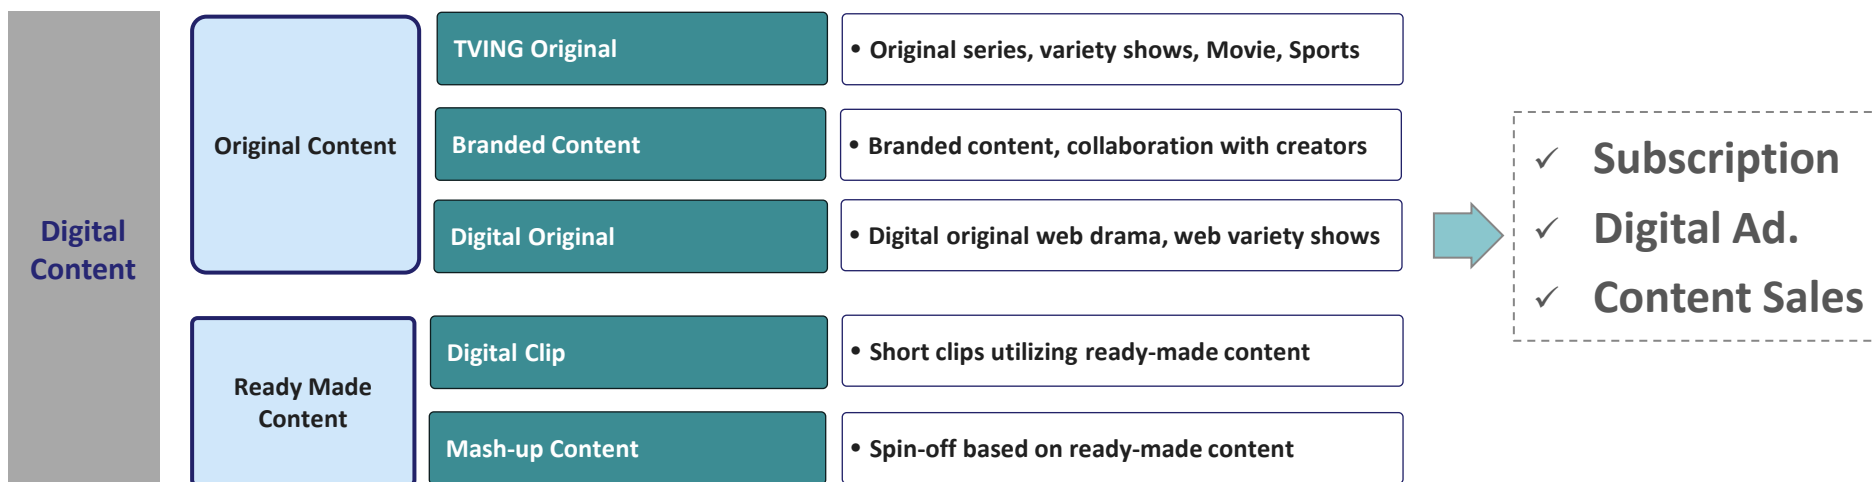 Digital
Content
Original Content
TVING Original
• Original series, variety shows, Movie, Sports
Branded Content
• Branded content, collaboration with creators
Digital Original
• Digital original web drama, web variety shows
Ready Made
Content
Digital Clip
• Short clips utilizing ready-made content
Mash-up Content
• Spin-off based on ready-made content
✓ Subscription
✓ Digital Ad.
✓ Content Sales